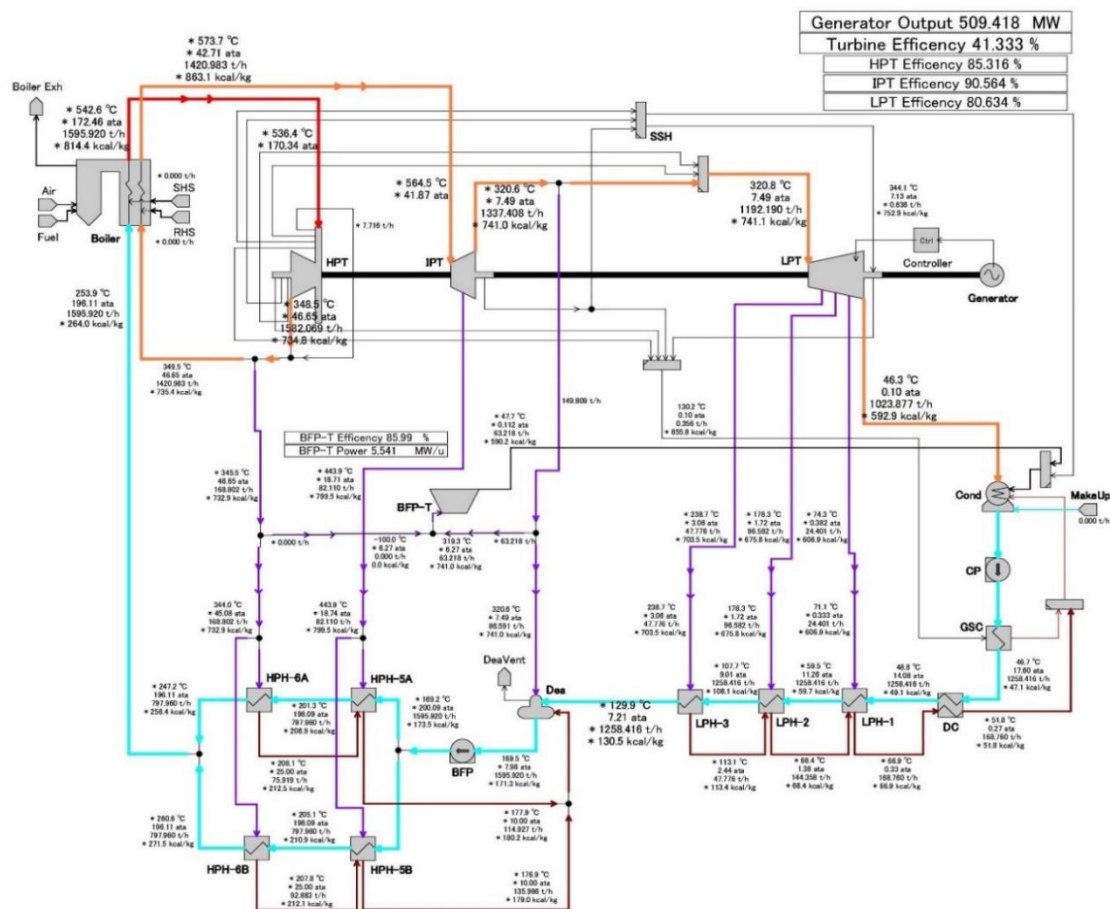 Generator Output 509.418 MW
Turbine Efficency 41.333 %
HPT Efficency 85.316 %
IPT Efficency 90.564 %
LPT Efficency 80.634 %
* 573.7 °C
* 42.71 ata
1420.983 t/h
* 863.1 kcal/kg
Boiler Exh
* 542.6 °C
* 172.46 ata
1595.920 t/h
* 814.4 kcal/kg
* 536.4 °C
* 170.34 ata
SSH
* 564.5 °C
* 41.87 ata
* 320.6 °C
* 7.49 ata
1337.408 t/h
* 741.0 kcal/kg
320.8 °C
7.49 ata
1192.190 t/h
* 741.1 kcal/kg
344.1 °C
7.13 ata
* 0.636 t/h
* 752.9 kcal/kg
* 0.000 t/h
Air
Fuel
SHS
RHS
Boiler
* 0.000 t/h
* 7.716 t/h
HPT
IPT
LPT
Ctrl
Controller
Generator
253.9 °C
196.11 ata
1595.920 t/h
* 264.0 kcal/kg
* 348.5 °C
* 46.65 ata
1582.069 t/h
* 734.8 kcal/kg
349.5 °C
46.65 ata
1420.983 t/h
* 735.4 kcal/kg
149.809 t/h
130.2 °C
0.10 ata
0.356 t/h
* 655.8 kcal/kg
46.3 °C
0.10 ata
1023.877 t/h
* 592.9 kcal/kg
* 47.7 °C
* 0.112 ata
63.218 t/h
* 590.2 kcal/kg
BFP-T Efficency 85.99 %
BFP-T Power 5.541 MW/u
* 345.5 °C
* 46.65 ata
168.802 t/h
* 732.9 kcal/kg
* 443.9 °C
* 18.71 ata
82.110 t/h
* 799.5 kcal/kg
BFP-T
* 238.7 °C
* 3.06 ata
47.776 t/h
* 703.5 kcal/kg
* 178.3 °C
* 1.72 ata
96.582 t/h
* 675.8 kcal/kg
74.3 °C
* 0.382 ata
24.401 t/h
* 606.9 kcal/kg
Cond
MakeUp
0.000 t/h
* 0.000 t/h
-100.0 °C
* 6.27 ata
0.000 t/h
0.0 kcal/kg
319.3 °C
* 6.27 ata
63.218 t/h
* 741.0 kcal/kg
* 63.218 t/h
CP
344.0 °C
* 45.08 ata
168.802 t/h
* 732.9 kcal/kg
443.9 °C
* 18.74 ata
82.110 t/h
* 799.5 kcal/kg
320.6 °C
* 7.49 ata
86.591 t/h
* 741.0 kcal/kg
238.7 °C
* 3.06 ata
47.776 t/h
* 703.5 kcal/kg
178.3 °C
* 1.72 ata
96.582 t/h
* 675.8 kcal/kg
71.1 °C
* 0.333 ata
24.401 t/h
* 606.9 kcal/kg
GSC
DeaVent
HPH-6A
HPH-5A
* 247.2 °C
196.11 ata
797.960 t/h
* 256.4 kcal/kg
* 201.3 °C
198.09 ata
797.960 t/h
* 206.9 kcal/kg
* 169.2 °C
* 200.09 ata
1595.920 t/h
* 173.5 kcal/kg
Dea
* 129.9 °C
7.21 ata
* 1258.416 t/h
* 130.5 kcal/kg
* 107.7 °C
9.01 ata
1258.416 t/h
* 108.1 kcal/kg
* 59.5 °C
11.26 ata
* 1258.416 t/h
* 59.7 kcal/kg
48.8 °C
14.08 ata
1258.416 t/h
* 49.1 kcal/kg
46.7 °C
17.60 ata
1258.416 t/h
* 47.1 kcal/kg
LPH-3
LPH-2
LPH-1
DC
* 51.8 °C
* 0.27 ata
168.760 t/h
* 51.8 kcal/kg
BFP
* 208.1 °C
* 25.00 ata
75.919 t/h
* 212.5 kcal/kg
169.5 °C
* 7.98 ata
1595.920 t/h
* 171.3 kcal/kg
* 113.1 °C
2.44 ata
47.776 t/h
* 113.4 kcal/kg
* 68.4 °C
* 1.38 ata
144.358 t/h
* 68.4 kcal/kg
* 66.9 °C
* 0.33 ata
168.760 t/h
* 66.9 kcal/kg
* 260.6 °C
196.11 ata
797.960 t/h
* 271.5 kcal/kg
* 205.1 °C
* 198.09 ata
797.960 t/h
* 210.9 kcal/kg
* 177.9 °C
* 10.00 ata
114.927 t/h
* 180.2 kcal/kg
HPH-6B
HPH-5B
* 207.8 °C
* 25.00 ata
92.883 t/h
* 212.1 kcal/kg
* 176.9 °C
* 10.00 ata
135.986 t/h
* 179.0 kcal/kg